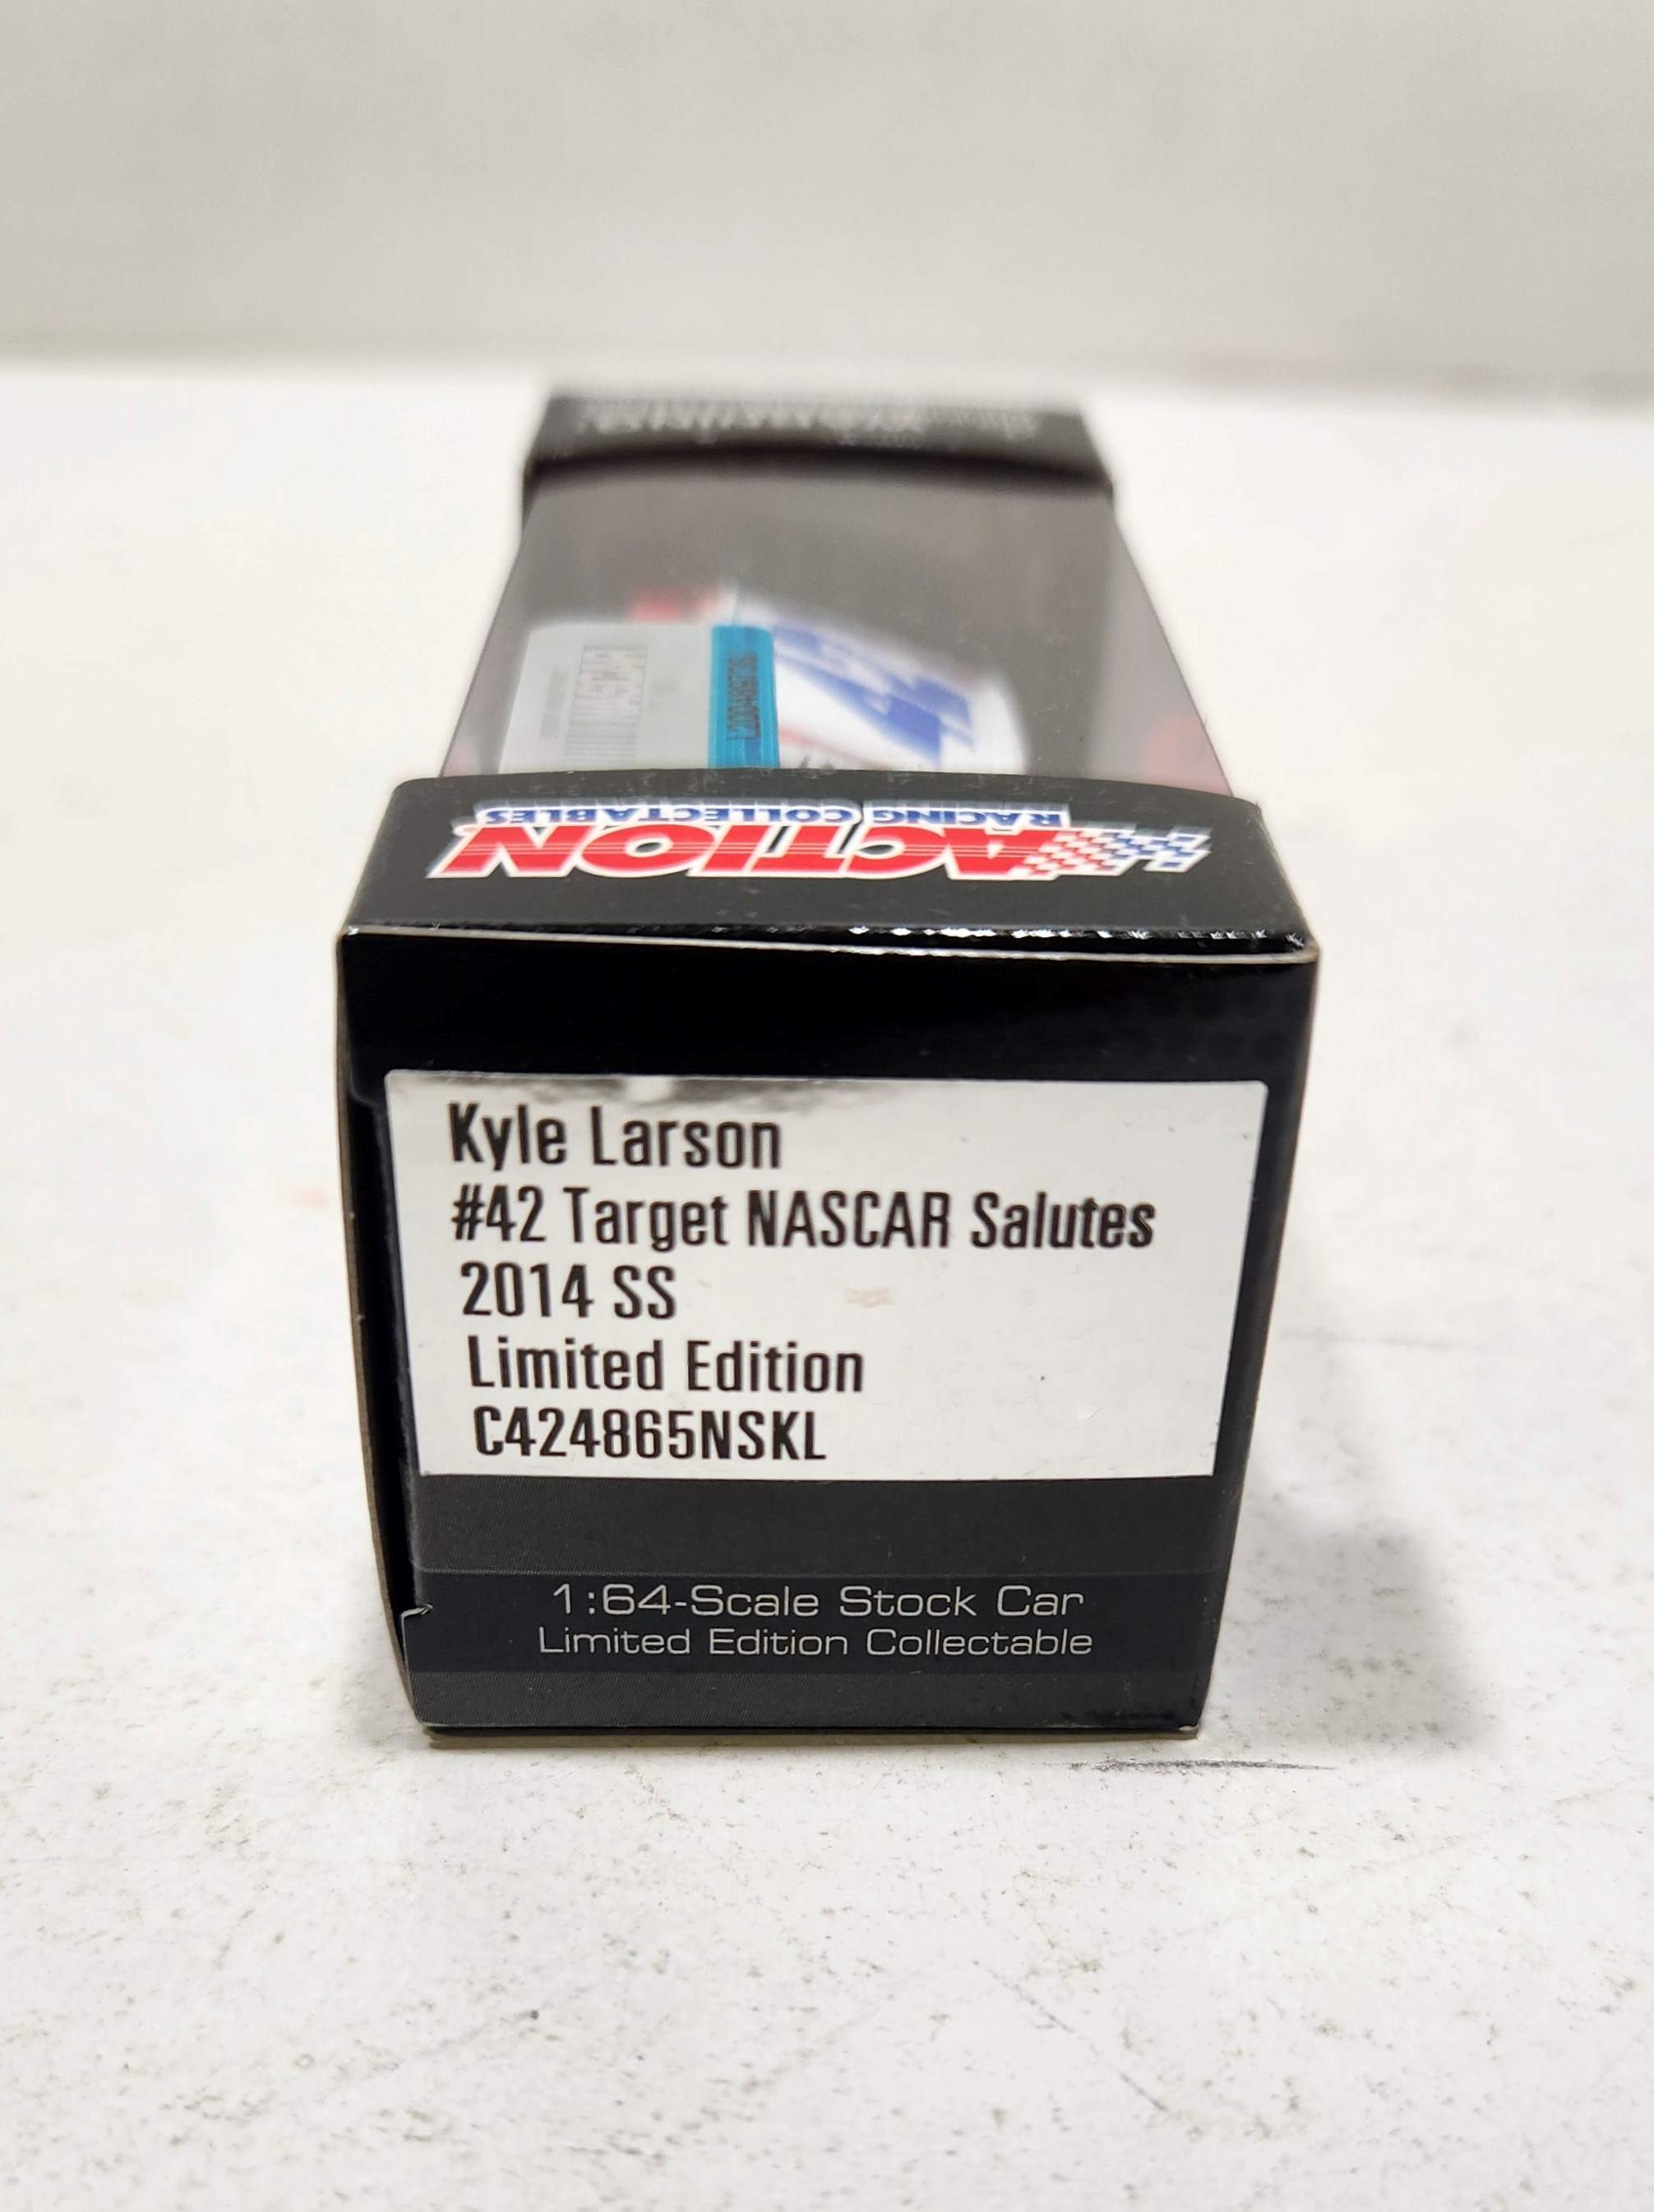 ACTION
RACING COLLECTABLES
Kyle Larson
#42 Target NASCAR Salutes
2014 SS
Limited Edition
C424865NSKL
1:64-Scale Stock Car
Limited Edition Collectable